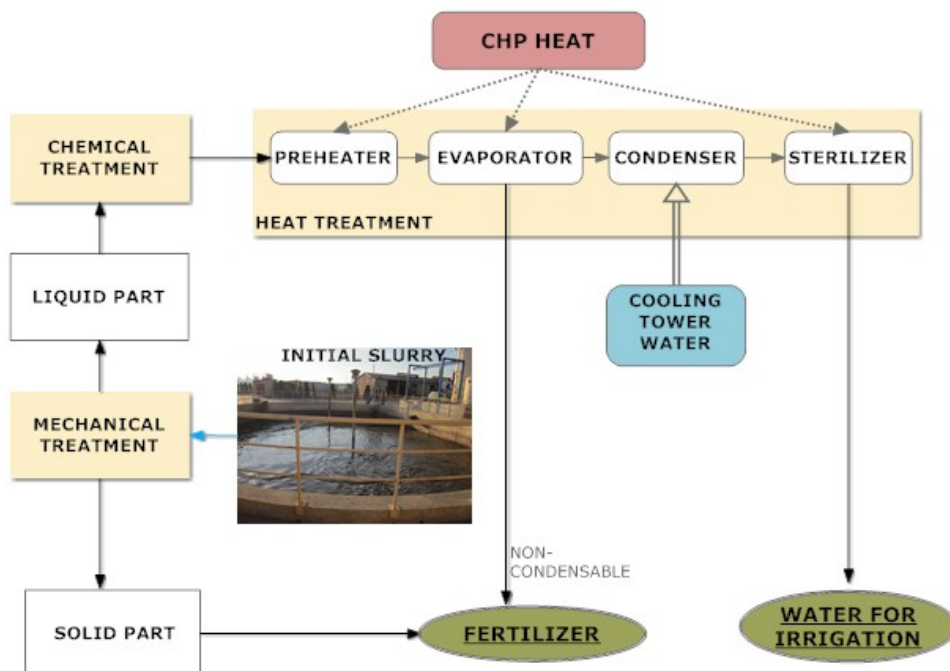 CHP HEAT
CHEMICAL
TREATMENT
PREHEATER
EVAPORATOR
CONDENSER
STERILIZER
HEAT TREATMENT
LIQUID PART
COOLING
TOWER
WATER
INITIAL SLURRY
MECHANICAL
TREATMENT
NON-
CONDENSABLE
SOLID PART
FERTILIZER
WATER FOR
IRRIGATION